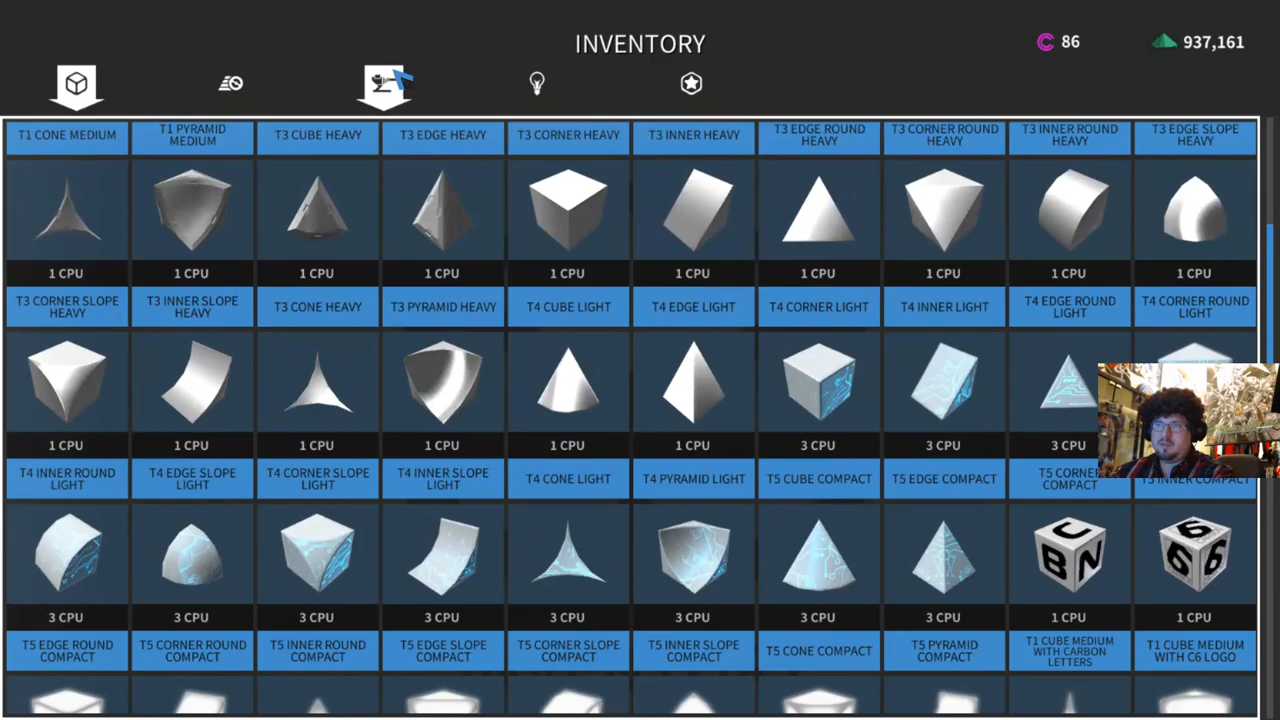 INVENTORY
86
937,161
T1 CONE MEDIUM
T1 PYRAMID
MEDIUM
T3 CUBE HEAVY
T3 EDGE HEAVY
T3 CORNER HEAVY
T3 INNER HEAVY
T3 EDGE ROUND
HEAVY
T3 CORNER ROUND
HEAVY
T3 INNER ROUND
HEAVY
T3 EDGE SLOPE
HEAVY
1 CPU
1 CPU
1 CPU
1 CPU
1 CPU
1 CPU
1 CPU
1 CPU
1 CPU
1 CPU
T3 CORNER SLOPE
HEAVY
T3 INNER SLOPE
HEAVY
T3 CONE HEAVY
T3 PYRAMID HEAVY
T4 CUBE LIGHT
T4 EDGE LIGHT
T4 CORNER LIGHT
T4 INNER LIGHT
T4 EDGE ROUND
LIGHT
T4 CORNER ROUND
LIGHT
1 CPU
1 CPU
1 CPU
1 CPU
1 CPU
1 CPU
3 CPU
3 CPU
3 CPU
T4 INNER ROUND
LIGHT
T4 EDGE SLOPE
LIGHT
T4 CORNER SLOPE
LIGHT
T4 INNER SLOPE
LIGHT
T4 CONE LIGHT
T4 PYRAMID LIGHT
T5 CUBE COMPACT
T5 EDGE COMPACT
T5 CORNER
COMPACT
T5 INNER COMPACT
C
BN
6
66
3 CPU
3 CPU
3 CPU
3 CPU
3 CPU
3 CPU
3 CPU
3 CPU
1 CPU
1 CPU
T5 EDGE ROUND
COMPACT
T5 CORNER ROUND
COMPACT
T5 INNER ROUND
COMPACT
T5 EDGE SLOPE
COMPACT
T5 CORNER SLOPE
COMPACT
T5 INNER SLOPE
COMPACT
T5 CONE COMPACT
T5 PYRAMID
COMPACT
T1 CUBE MEDIUM
WITH CARBON
LETTERS
T1 CUBE MEDIUM
WITH C6 LOGO